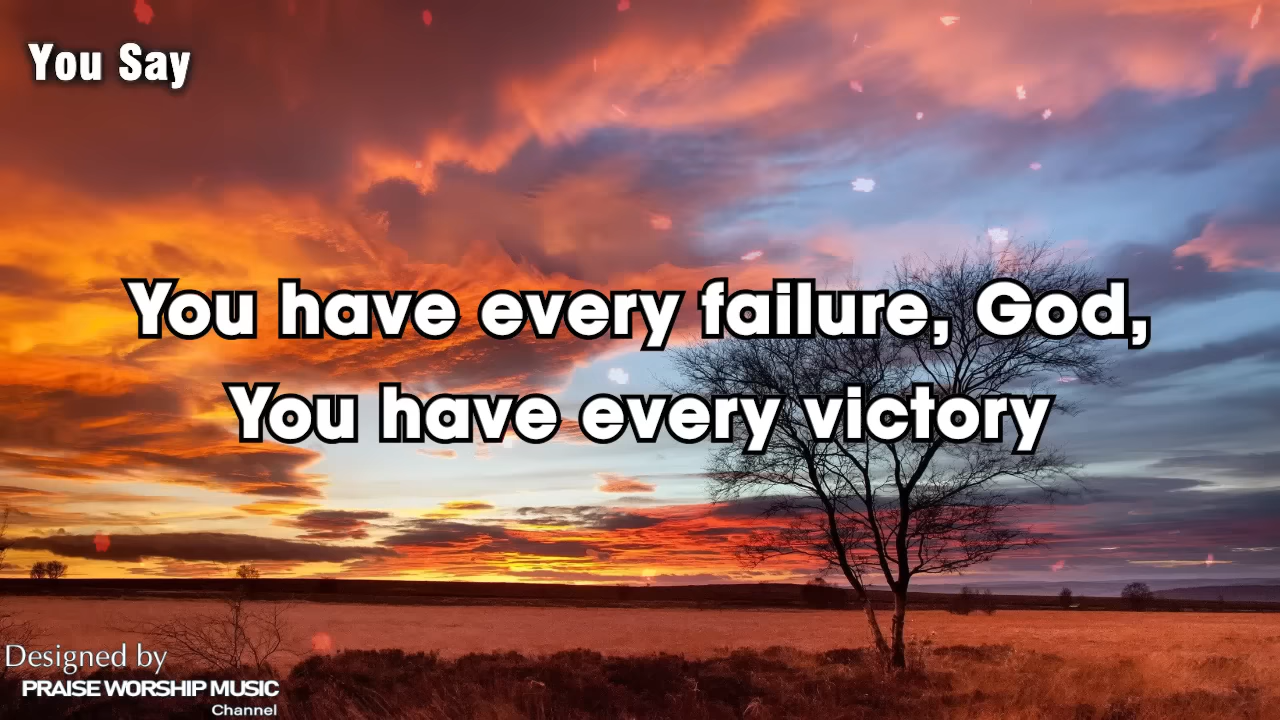 You Say
You have every failure, God,
You have every victory
Designed by
PRAISE WORSHIP MUSIC
Channel